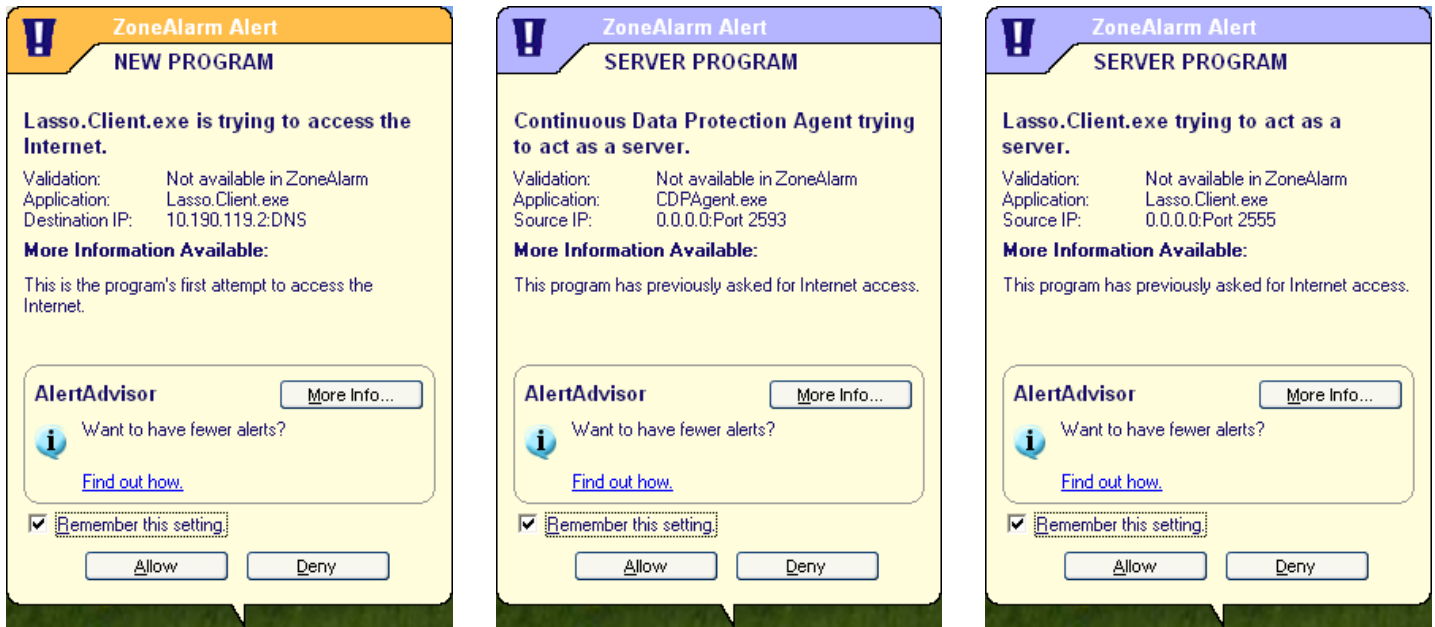 ZoneAlarm Alert
NEW PROGRAM
Lasso.Client.exe is trying to access the
Internet.
Validation: Not available in ZoneAlarm
Application: Lasso.Client.exe
Destination IP: 10.190.119.2:DNS
More Information Available:
This is the program's first attempt to access the
Internet.
AlertAdvisor
More Info...
Want to have fewer alerts?
Find out how.
Remember this setting.
Allow
Deny
ZoneAlarm Alert
SERVER PROGRAM
Continuous Data Protection Agent trying
to act as a server.
Validation: Not available in ZoneAlarm
Application: CDPAgent.exe
Source IP: 0.0.0.0:Port 2593
More Information Available:
This program has previously asked for Internet access.
AlertAdvisor
More Info...
Want to have fewer alerts?
Find out how.
Remember this setting.
Allow
Deny
ZoneAlarm Alert
SERVER PROGRAM
Lasso.Client.exe trying to act as a
server.
Validation: Not available in ZoneAlarm
Application: Lasso.Client.exe
Source IP: 0.0.0.0:Port 2555
More Information Available:
This program has previously asked for Internet access.
AlertAdvisor
More Info...
Want to have fewer alerts?
Find out how.
Remember this setting.
Allow
Deny